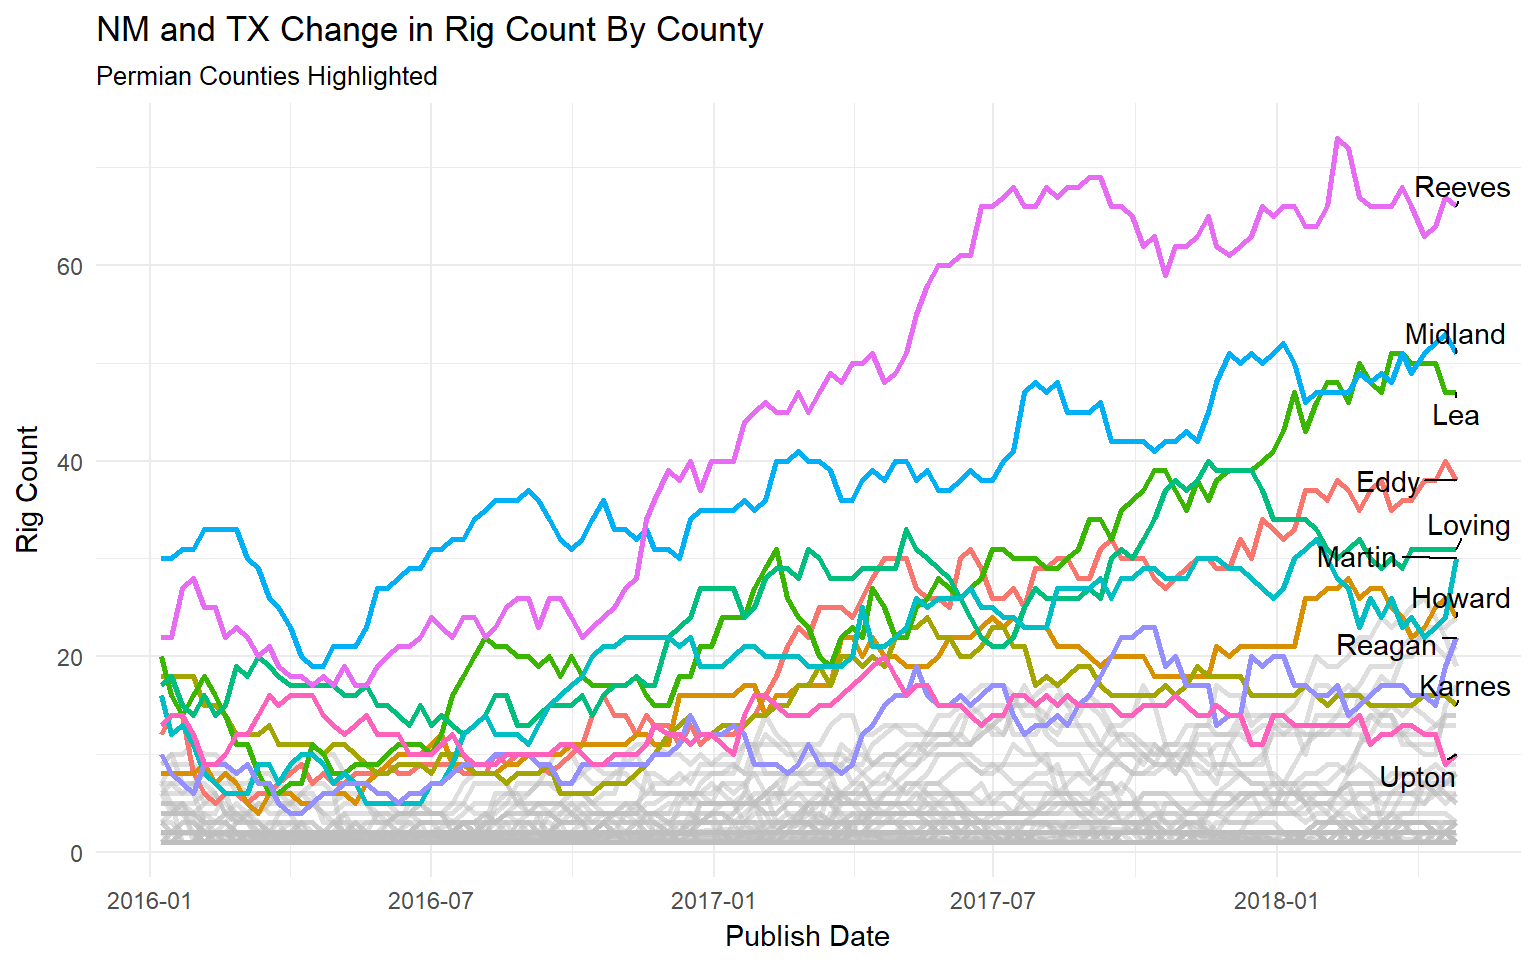 NM and TX Change in Rig Count By County
Permian Counties Highlighted
Rig Count
60
40
20
0
Reeves
Midland
Lea
Eddy
Loving
Martin
Howard
Reagan
Karnes
Upton
2016-01
2016-07
2017-01
2017-07
2018-01
Publish Date